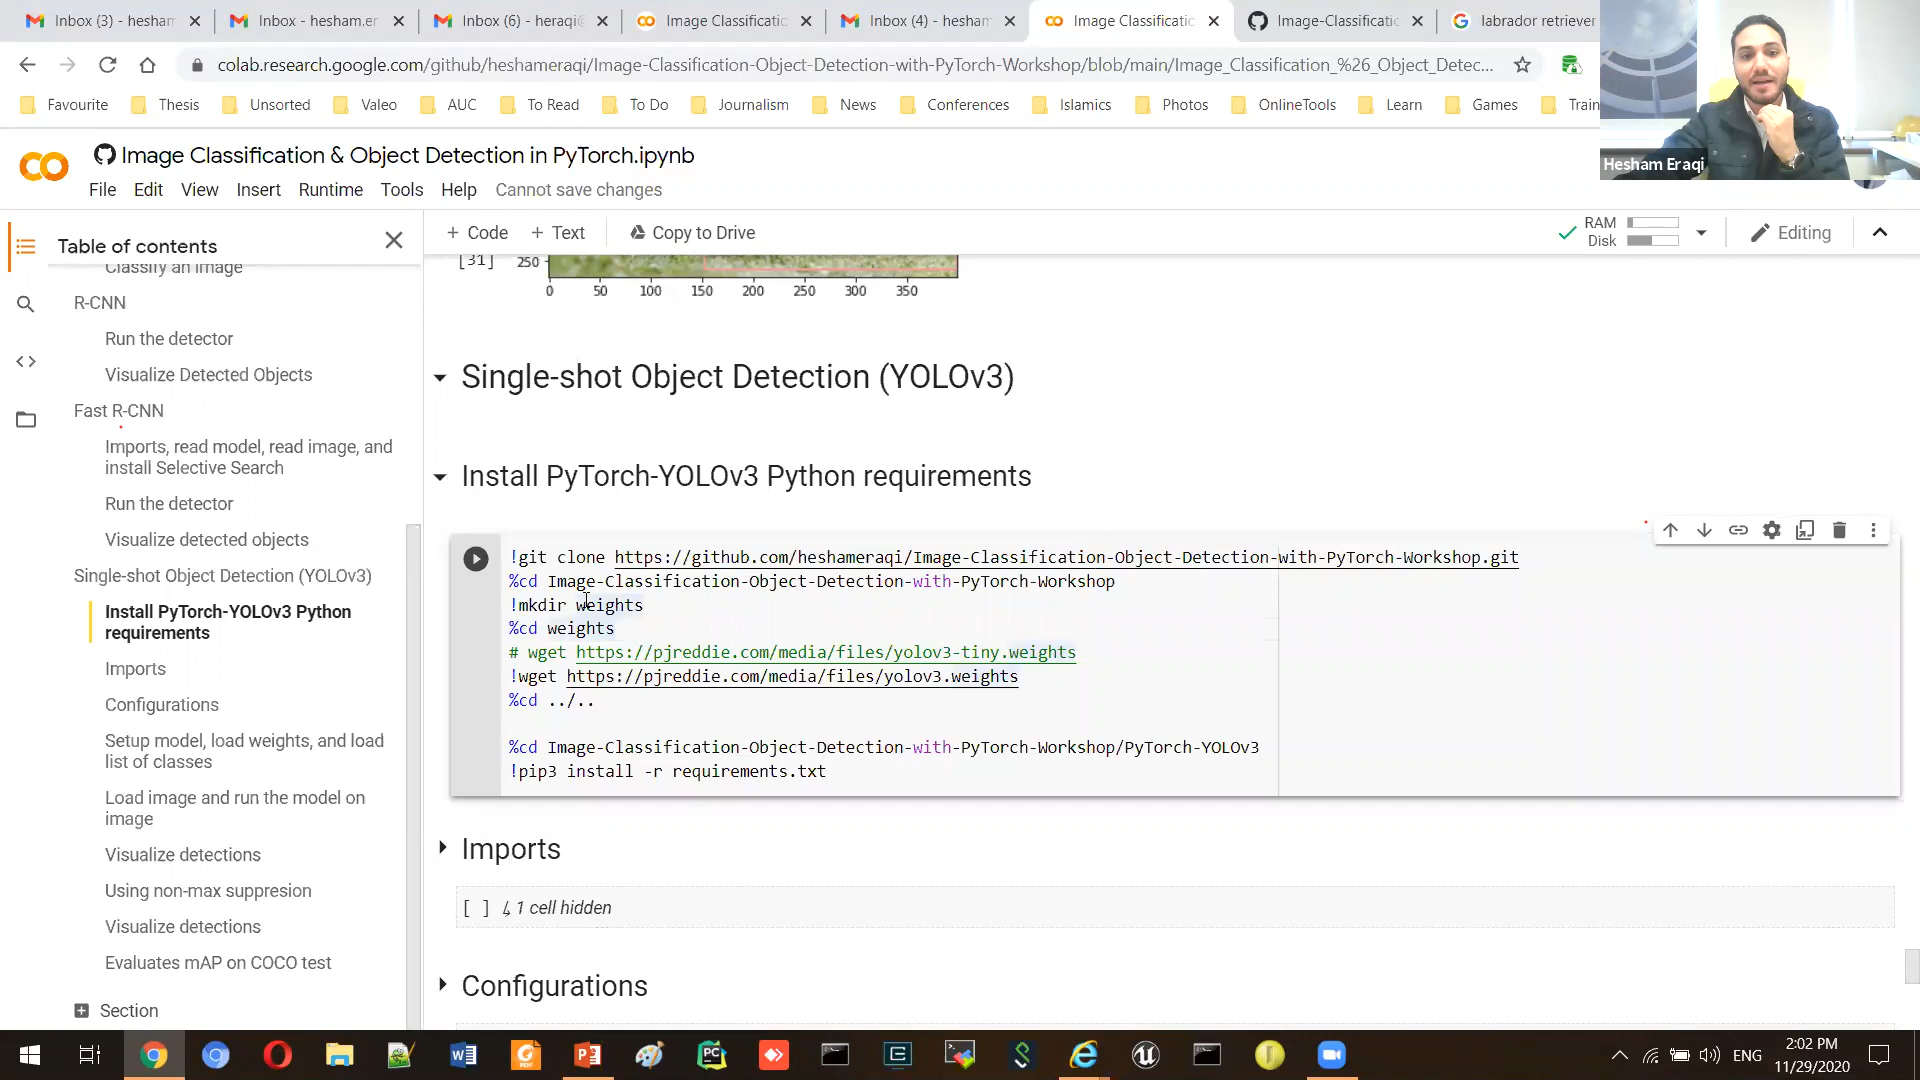 Inbox (3) - hesham
Inbox - hesham.er
Inbox (6) - heraqi@
Image Classificatio
Inbox (4) - hesham
Image Classificatio
Image-Classificatio
labrador retriever
colab.research.google.com/github/heshameraqi/Image-Classification-Object-Detection-with-PyTorch-Workshop/blob/main/Image_Classification_%26_Object_Detec...
Favourite
Thesis
Unsorted
Valeo
AUC
To Read
To Do
Journalism
News
Conferences
Islamics
Photos
OnlineTools
Learn
Games
Train
Hesham Eraqi
Image Classification & Object Detection in PyTorch.ipynb
File Edit View Insert Runtime Tools Help Cannot save changes
Table of contents
+ Code + Text Copy to Drive
RAM
Disk
Editing
Classify an image
R-CNN
Run the detector
Visualize Detected Objects
Fast R-CNN
Imports, read model, read image, and
install Selective Search
Run the detector
Visualize detected objects
Single-shot Object Detection (YOLOv3)
Install PyTorch-YOLOv3 Python
requirements
Imports
Configurations
Setup model, load weights, and load
list of classes
Load image and run the model on
image
Visualize detections
Using non-max suppresion
Visualize detections
Evaluates mAP on COCO test
Section
[31]
250
0 50 100 150 200 250 300 350
Single-shot Object Detection (YOLOv3)
Install PyTorch-YOLOv3 Python requirements
!git clone https://github.com/heshameraqi/Image-Classification-Object-Detection-with-PyTorch-Workshop.git
%cd Image-Classification-Object-Detection-with-PyTorch-Workshop
!mkdir weights
%cd weights
# wget https://pjreddie.com/media/files/yolov3-tiny.weights
!wget https://pjreddie.com/media/files/yolov3.weights
%cd ../..
%cd Image-Classification-Object-Detection-with-PyTorch-Workshop/PyTorch-YOLOv3
!pip3 install -r requirements.txt
Imports
[ ] ↳ 1 cell hidden
Configurations
ENG
2:02 PM
11/29/2020